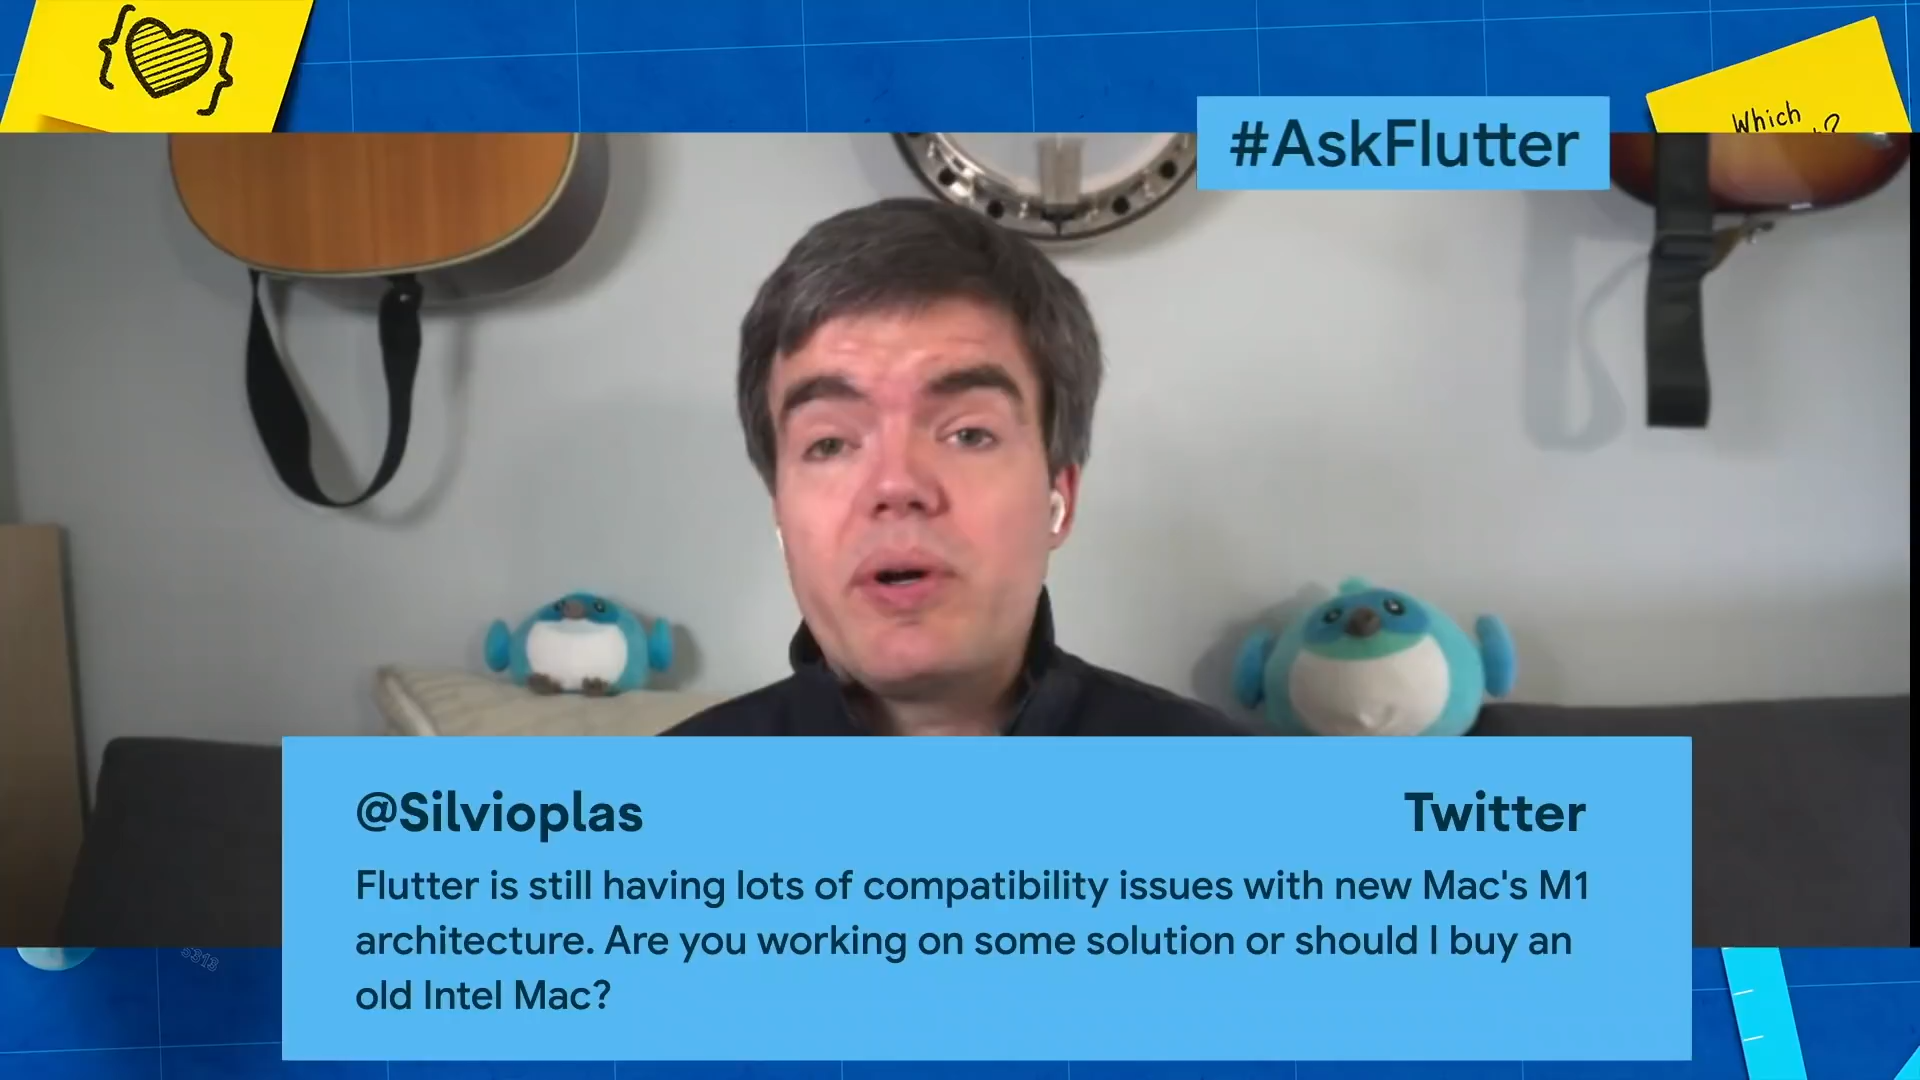 Which
#AskFlutter
@Silvioplas
Twitter
Flutter is still having lots of compatibility issues with new Mac's M1
architecture. Are you working on some solution or should I buy an
old Intel Mac?